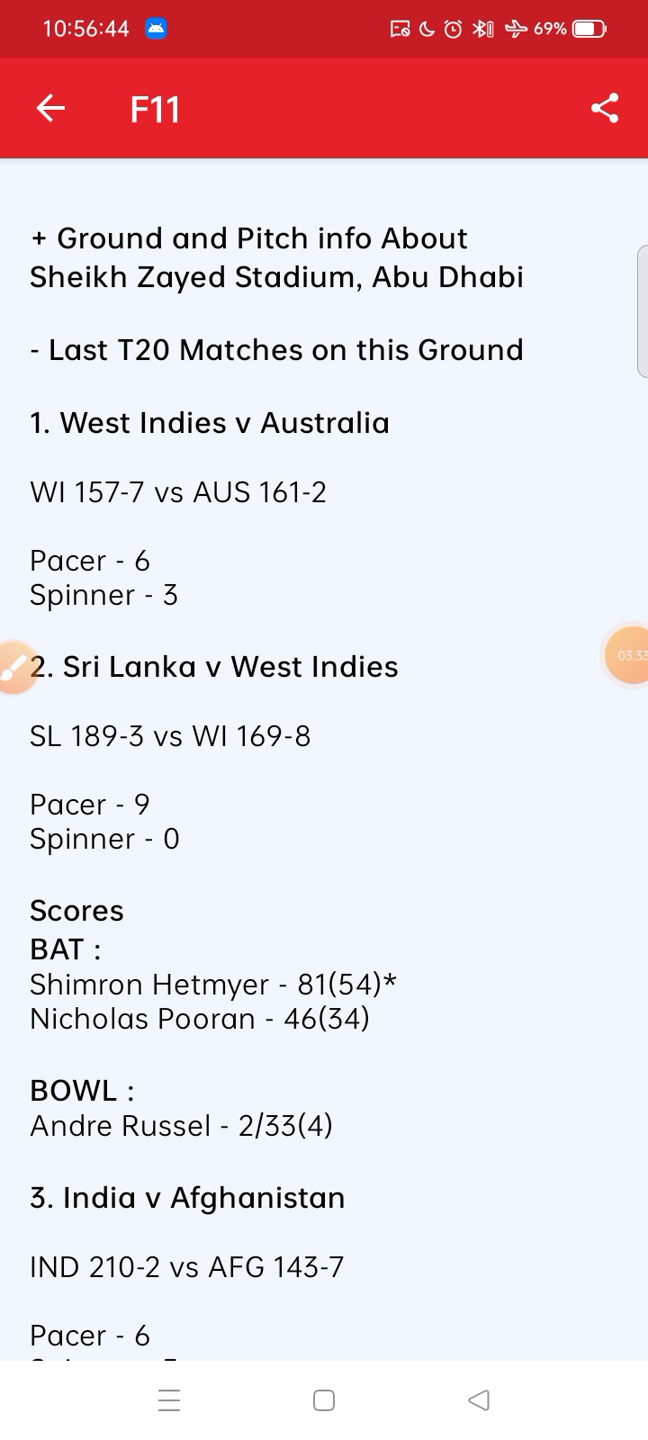 10:56:44
69%
F11
+ Ground and Pitch info About
Sheikh Zayed Stadium, Abu Dhabi
- Last T20 Matches on this Ground
1. West Indies v Australia
WI 157-7 vs AUS 161-2
Pacer - 6
Spinner - 3
2. Sri Lanka v West Indies
03:33
SL 189-3 vs WI 169-8
Pacer - 9
Spinner - 0
Scores
BAT :
Shimron Hetmyer - 81(54)*
Nicholas Pooran - 46(34)
BOWL :
Andre Russel - 2/33(4)
3. India v Afghanistan
IND 210-2 vs AFG 143-7
Pacer - 6